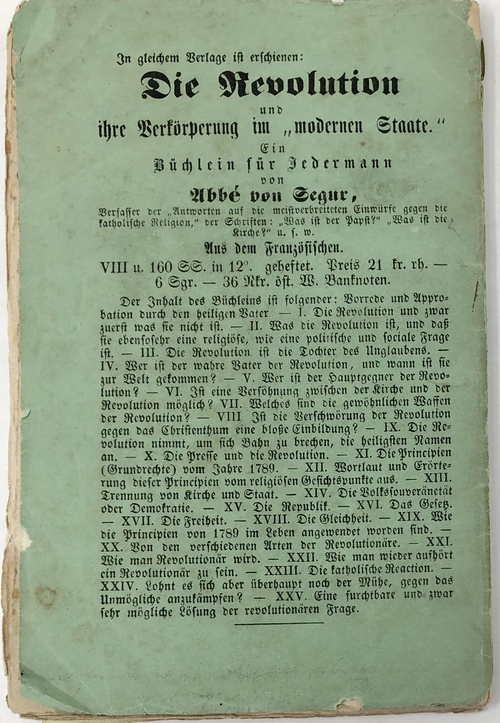 In gleichem Verlage ist erschienen:
Die Revolution
und
ihre Verkörperung im „modernen Staate.“
Ein
Büchlein für Jedermann
von
Abbé von Segur,
Verfasser der „Antworten auf die meistverbreiteten Einwürfe gegen die
katholische Religion,“ der Schriften: „Was ist der Papst?“ „Was ist die
Kirche?“ u. s. w.
Aus dem Französischen.
VIII u. 160 SS. in 12°. geheftet. Preis 21 kr. rh. —
6 Sgr. — 36 Nkr. öst. W. Banknoten.
Der Inhalt des Büchleins ist folgender: Vorrede und Appro-
bation durch den heiligen Vater — I. Die Revolution und zwar
zuerst was sie nicht ist. — II. Was die Revolution ist, und daß
sie ebensosehr eine religiöse, wie eine politische und sociale Frage
ist. — III. Die Revolution ist die Tochter des Unglaubens. —
IV. Wer ist der wahre Vater der Revolution, und wann ist sie
zur Welt gekommen? — V. Wer ist der Hauptgegner der Revo-
lution? — VI. Ist eine Versöhnung zwischen der Kirche und der
Revolution möglich? VII. Welches sind die gewöhnlichen Waffen
der Revolution? — VIII Ist die Verschwörung der Revolution
gegen das Christenthum eine bloße Einbildung? — IX. Die Re-
volution nimmt, um sich Bahn zu brechen, die heiligsten Namen
an. — X. Die Presse und die Revolution. — XI. Die Principien
(Grundrechte) vom Jahre 1789. — XII. Wortlaut und Erörte-
rung dieser Principien vom religiösen Gesichtspunkte aus. — XIII.
Trennung von Kirche und Staat. — XIV. Die Volkssouveränetät
oder Demokratie. — XV. Die Republik. — XVI. Das Gesetz.
— XVII. Die Freiheit. — XVIII. Die Gleichheit. — XIX. Wie
die Principien von 1789 im Leben angewendet worden sind. —
XX. Von den verschiedenen Arten der Revolutionäre. — XXI.
Wie man Revolutionär wird. — XXII. Wie man wieder aufhört
ein Revolutionär zu sein. — XXIII. Die katholische Reaction. —
XXIV. Lohnt es sich aber überhaupt noch der Mühe, gegen das
Unmögliche anzukämpfen? — XXV. Eine furchtbare und zwar
sehr mögliche Lösung der revolutionären Frage.